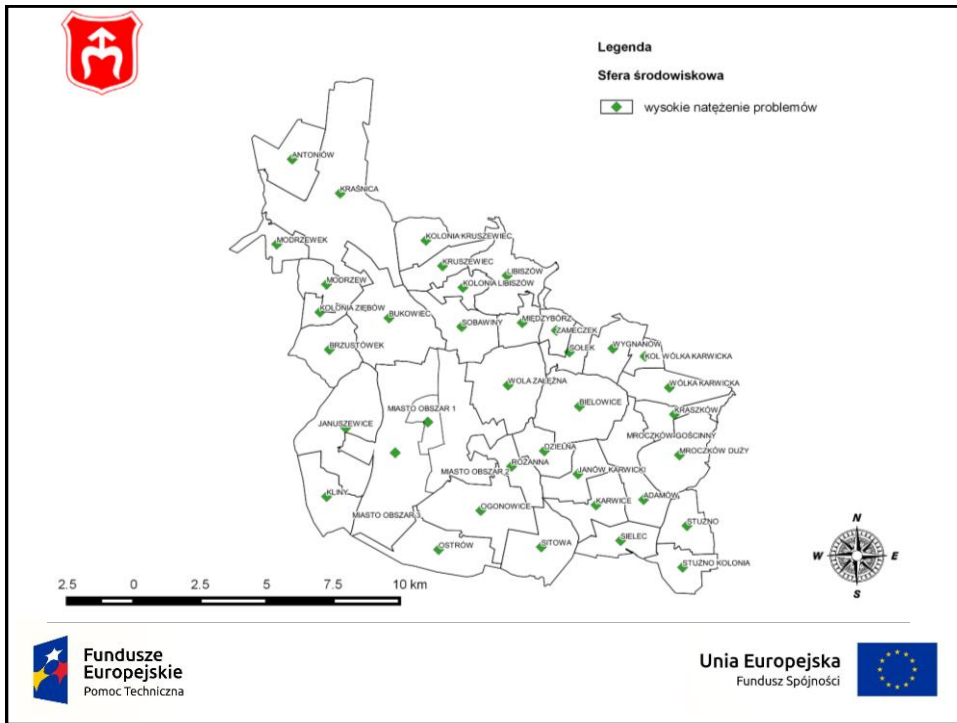 Legenda
Sfera środowiskowa
wysokie natężenie problemów
ANTONIÓW
KRAŚNICA
KOLONIA KRUSZEWIEC
MODRZEWEK
KRUSZEWIEC
LIBISZÓW
MODRZEW
KOLONIA LIBISZÓW
KOLONIA ZIĘBÓW
BUKOWIEC
SOBAWINY
MIĘDZYBÓRZ
ZAMECZEK
BRZUSTÓWEK
SOŁEK
WYGNANÓW
KOL WÓLKA KARWICKA
WOLA ZAŁĘŻNA
WÓLKA KARWICKA
MIASTO OBSZAR 1
BIELOWICE
KRASZKÓW
JANUSZEWICE
MROCZKÓW GOŚCINNY
DZIELNA
MROCZKÓW DUŻY
RÓŻANNA
MIASTO OBSZAR 2
JANÓW KARWICKI
KLINY
ADAMÓW
KARWICE
OGONOWICE
MIASTO OBSZAR 3
STUŻNO
SIELEC
OSTRÓW
SITOWA
STUŻNO KOLONIA
N
W E
S
2.5 0 2.5 5 7.5 10 km
Fundusze
Europejskie
Pomoc Techniczna
Unia Europejska
Fundusz Spójności